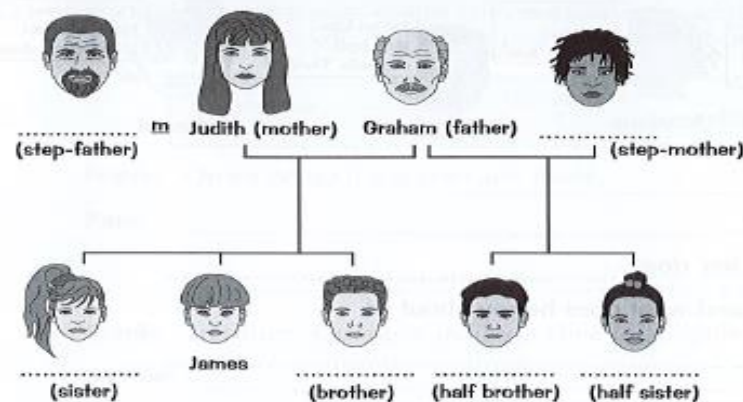 m Judith (mother) Graham (father)
(step-father) (step-mother)
James
(sister) (brother) (half brother) (half sister)